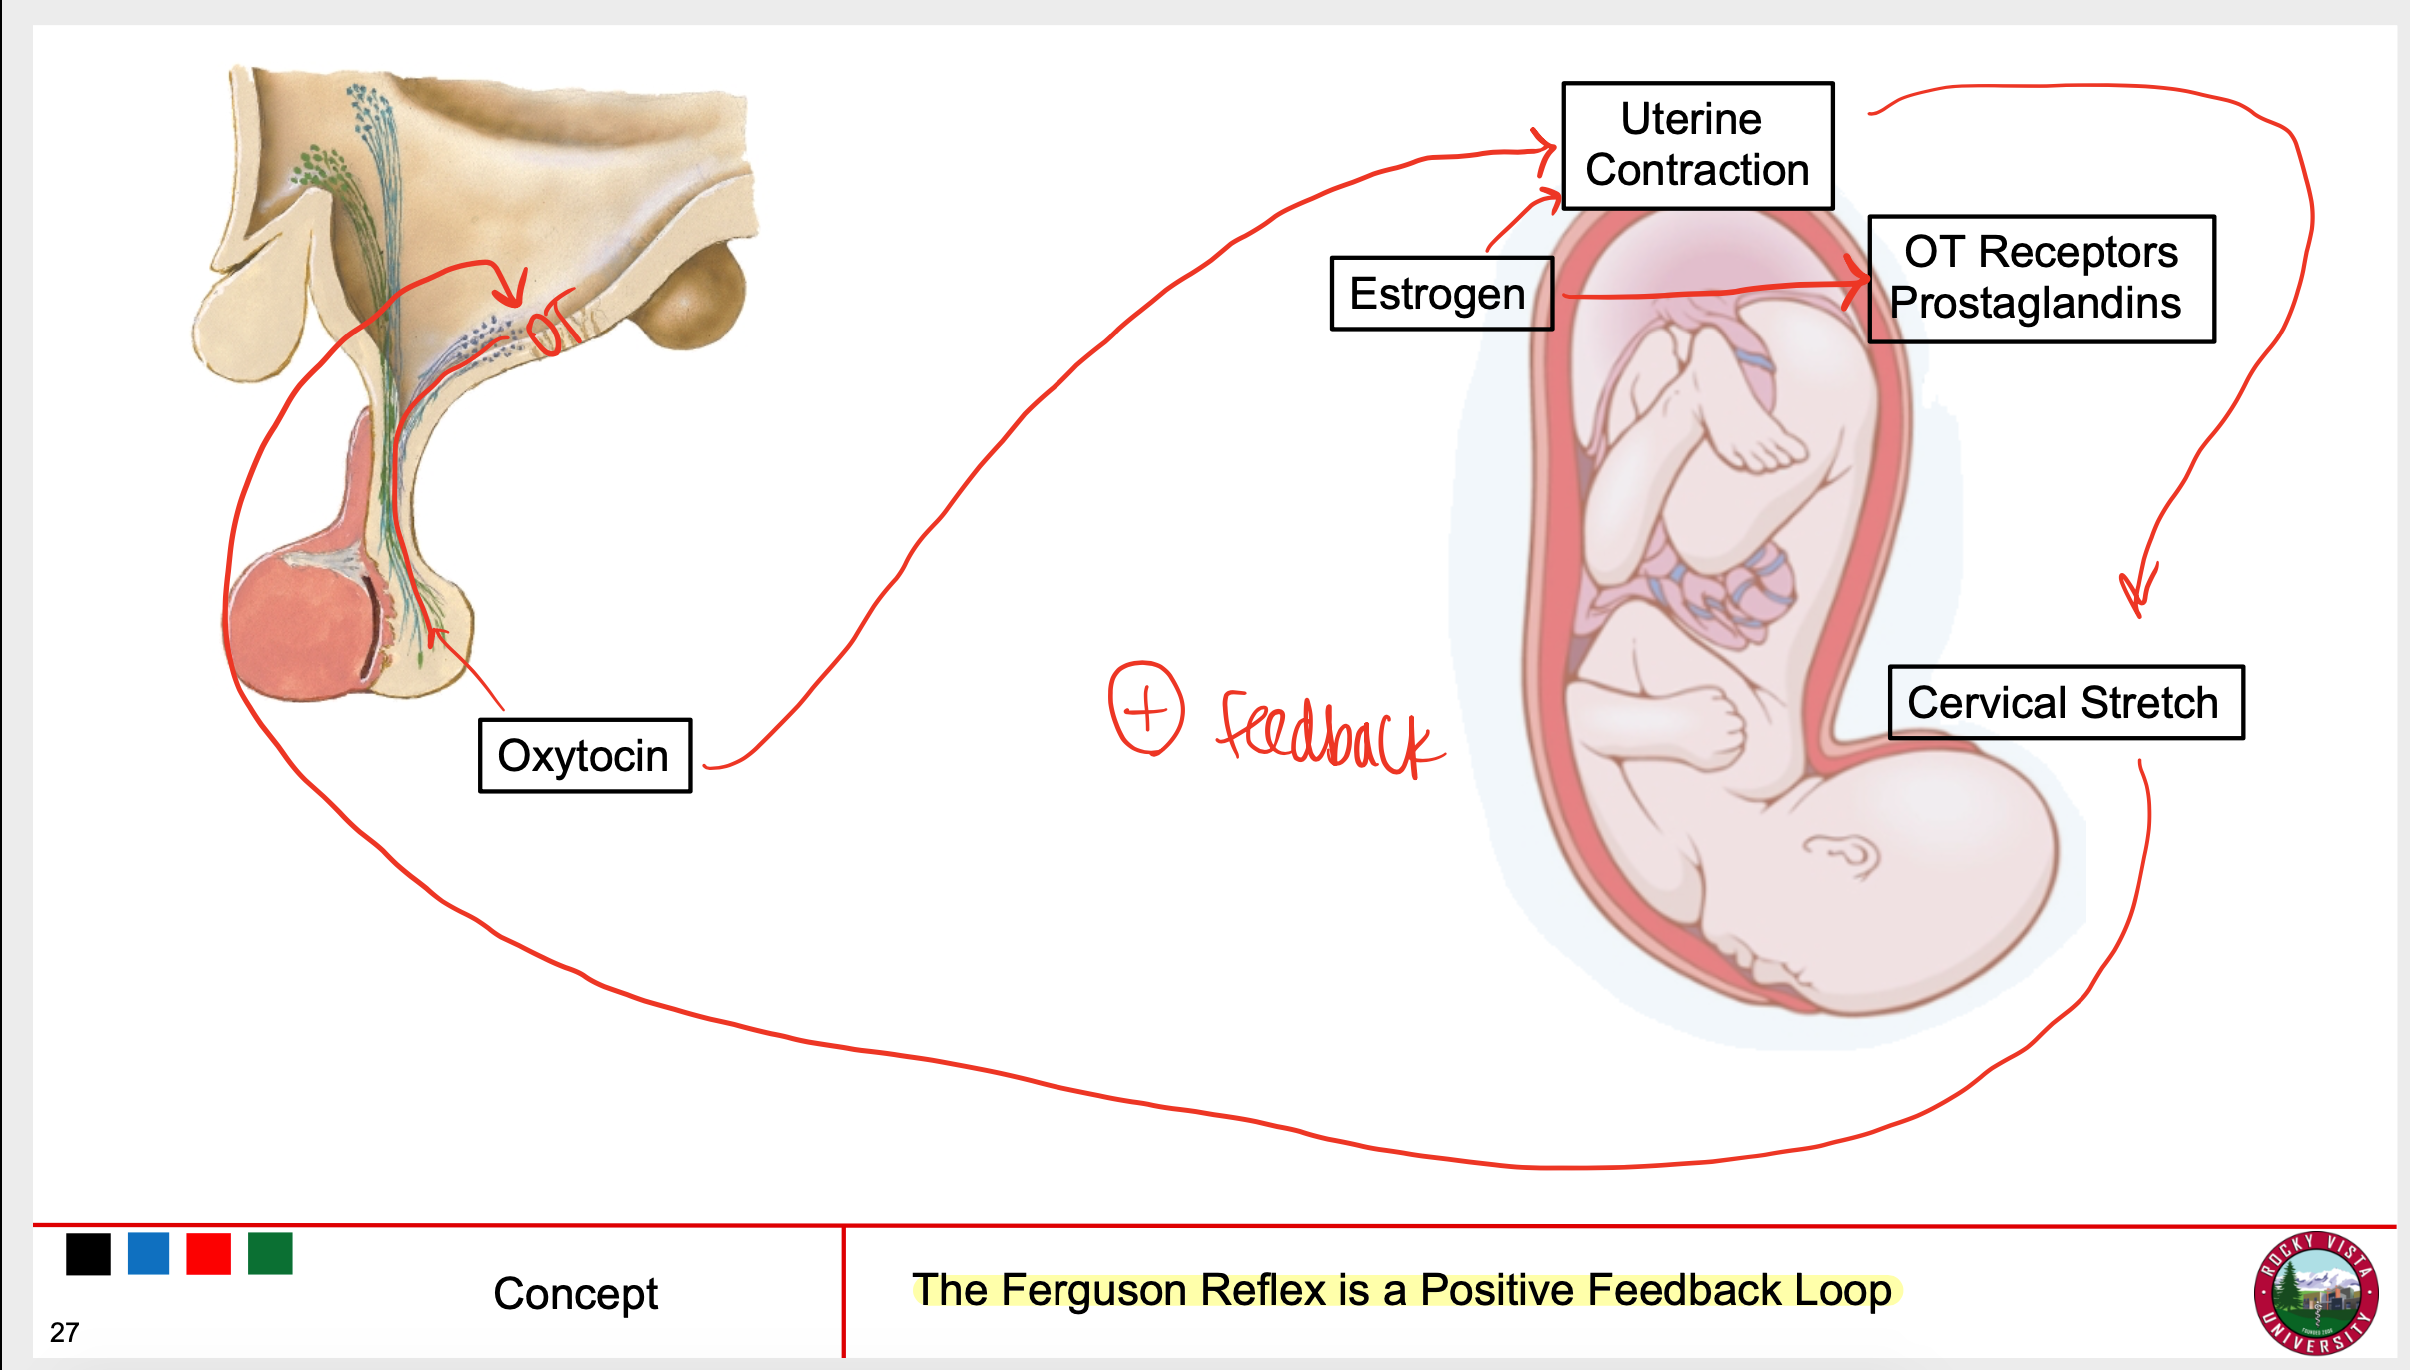 Uterine
Contraction
OT Receptors
Prostaglandins
Estrogen
OT
Cervical Stretch
Oxytocin
+ Feedback
Concept
The Ferguson Reflex is a Positive Feedback Loop
27
ROCKY VISTA
UNIVERSITY